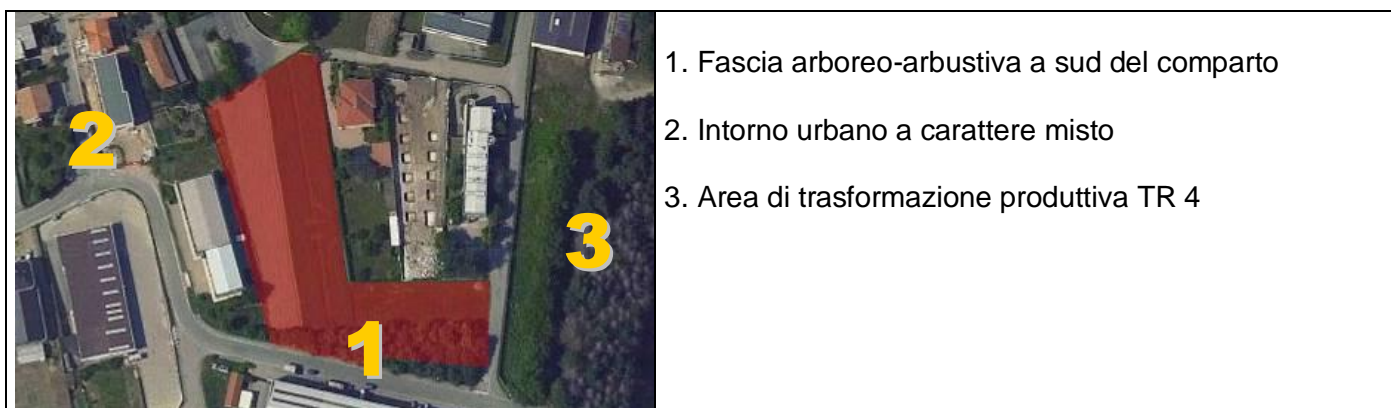 1. Fascia arboreo-arbustiva a sud del comparto
2. Intorno urbano a carattere misto
3. Area di trasformazione produttiva TR 4
2
3
1